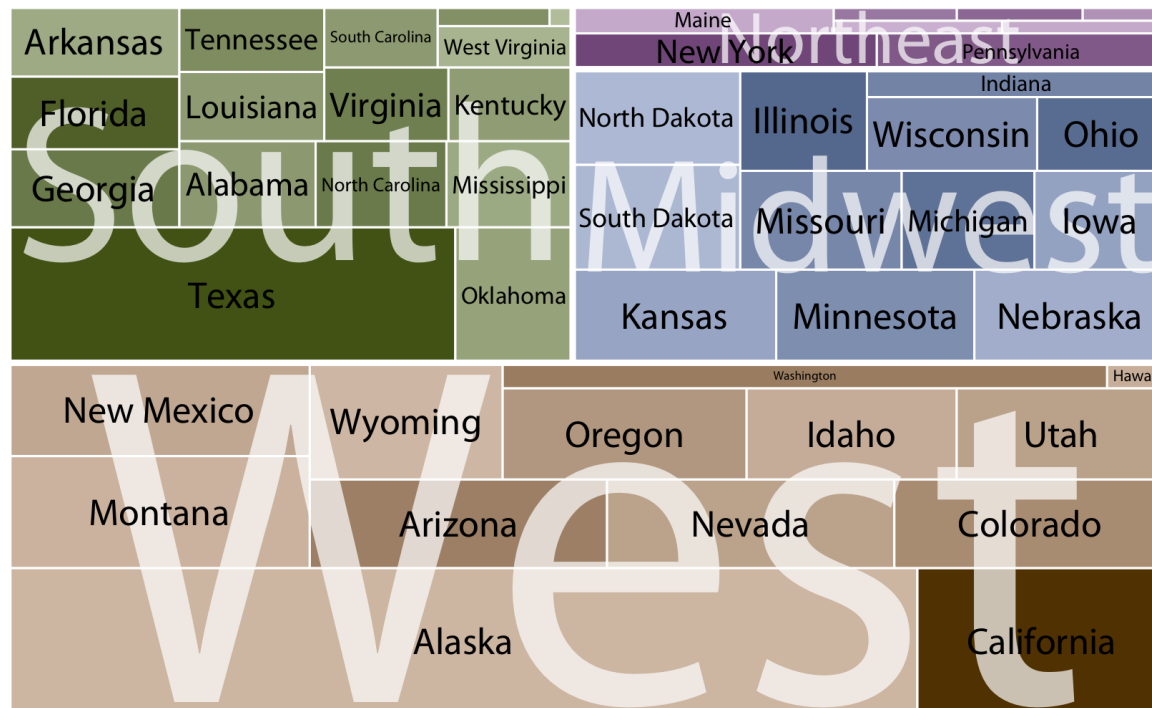 South
Arkansas
Tennessee
South Carolina
West Virginia
Florida
Louisiana
Virginia
Kentucky
Georgia
Alabama
North Carolina
Mississippi
Texas
Oklahoma
Northeast
Maine
New York
Pennsylvania
Midwest
North Dakota
Illinois
Indiana
Wisconsin
Ohio
South Dakota
Missouri
Michigan
Iowa
Kansas
Minnesota
Nebraska
West
New Mexico
Wyoming
Washington
Hawa
Oregon
Idaho
Utah
Montana
Arizona
Nevada
Colorado
Alaska
California